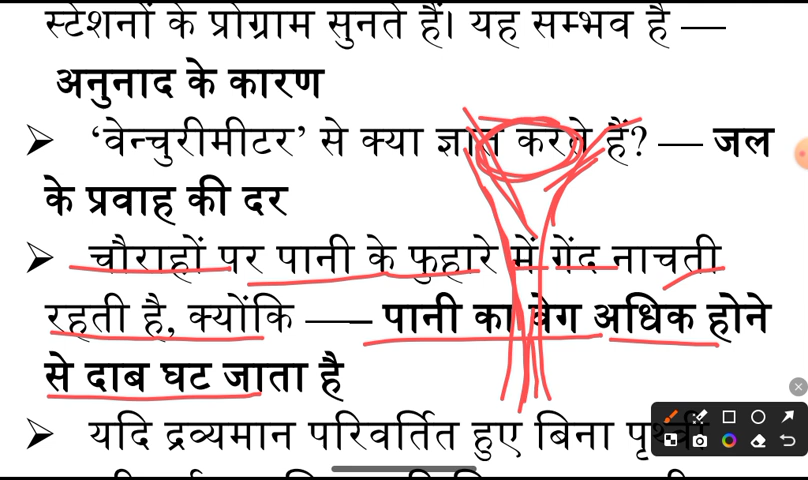 स्टेशनों के प्रोग्राम सुनते हैं। यह सम्भव है —
अनुनाद के कारण
➢ ‘वेन्चुरीमीटर’ से क्या ज्ञात करते हैं? — जल
के प्रवाह की दर
➢ चौराहों पर पानी के फुहारे में गेंद नाचती
रहती है, क्योंकि —— पानी का वेग अधिक होने
से दाब घट जाता है
➢ यदि द्रव्यमान परिवर्तित हुए बिना पृथ्वी